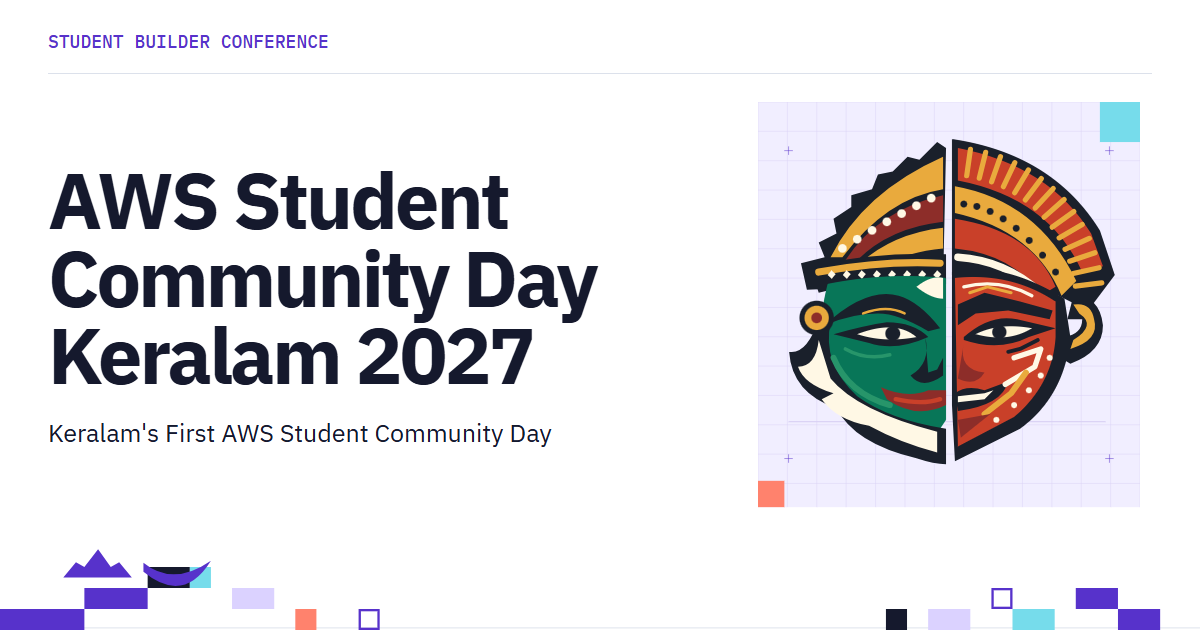 STUDENT BUILDER CONFERENCE
AWS Student
Community Day
Keralam 2027
Keralam's First AWS Student Community Day